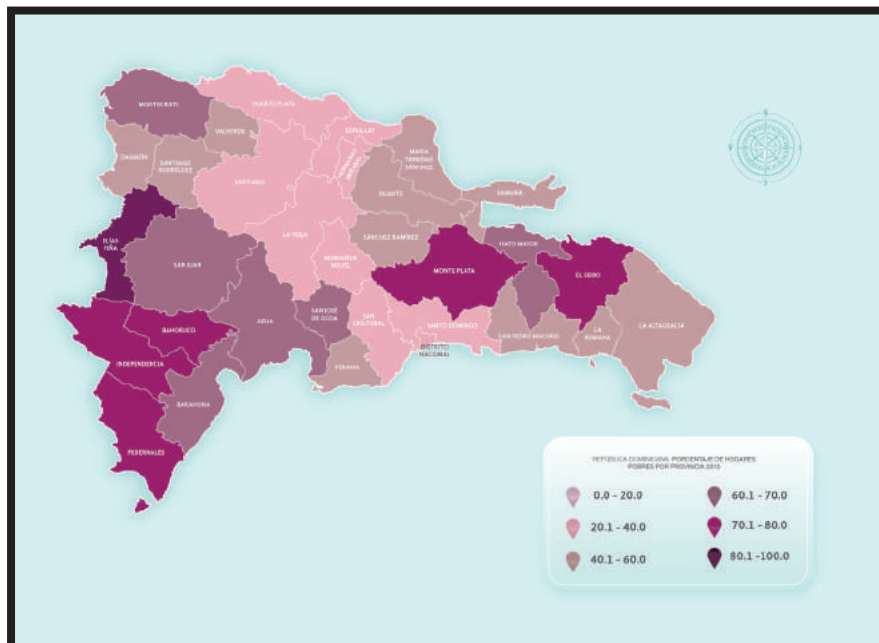 MONTECRISTI
PUERTO PLATA
VALVERDE
ESPAILLAT
DAJABÓN
SANTIAGO
RODRÍGUEZ
SANTIAGO
HERMANAS
MIRABAL
MARÍA
TRINIDAD
SÁNCHEZ
DUARTE
SAMANÁ
ELÍAS
PIÑA
SAN JUAN
LA VEGA
SÁNCHEZ RAMÍREZ
MONSEÑOR
NOUEL
MONTE PLATA
HATO MAYOR
EL SEIBO
LA ALTAGRACIA
BAHORUCO
AZUA
SAN JOSÉ
DE OCOA
SAN
CRISTÓBAL
SANTO DOMINGO
DISTRITO
NACIONAL
SAN PEDRO MACORÍS
LA
ROMANA
INDEPENDENCIA
PERAVIA
BARAHONA
PEDERNALES
REPÚBLICA DOMINICANA: PORCENTAJE DE HOGARES
POBRES POR PROVINCIA 2010
0.0 - 20.0
20.1 - 40.0
40.1 - 60.0
60.1 - 70.0
70.1 - 80.0
80.1 -100.0